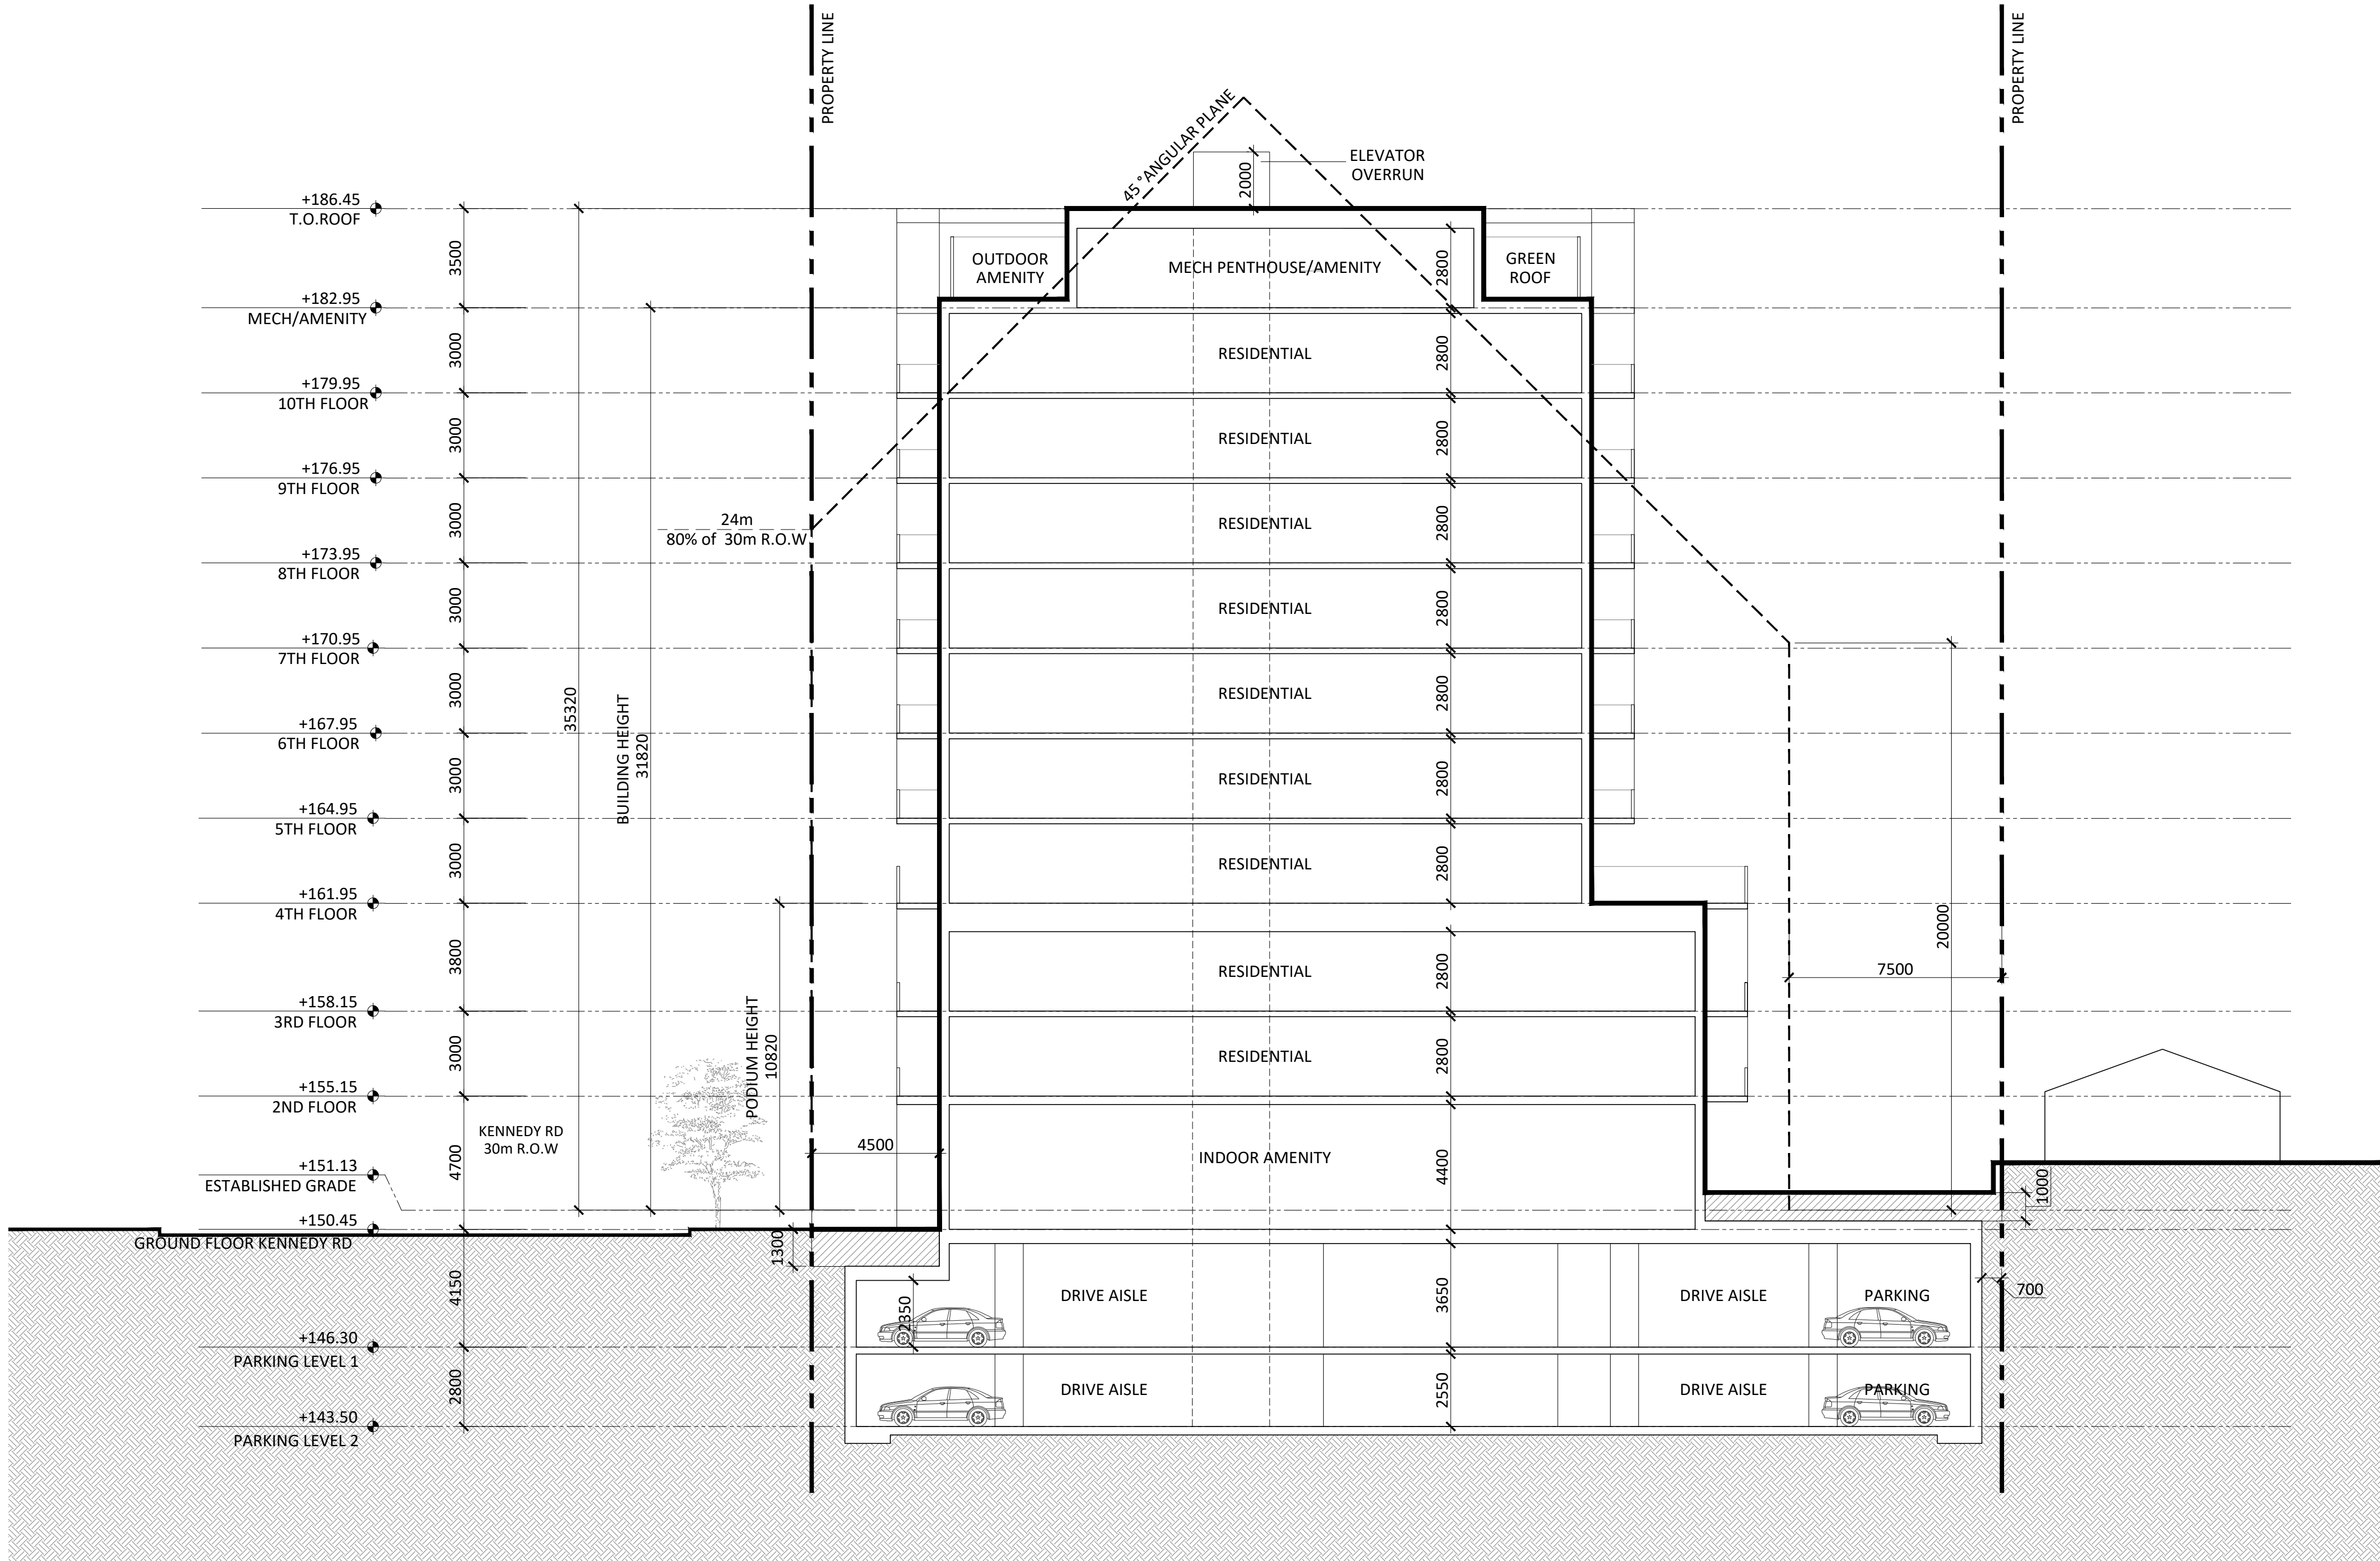 PROPERTY LINE
PROPERTY LINE
45 °ANGULAR PLANE
ELEVATOR
OVERRUN
2000
+186.45
T.O.ROOF
3500
OUTDOOR
AMENITY
MECH PENTHOUSE/AMENITY
2800
GREEN
ROOF
+182.95
MECH/AMENITY
3000
RESIDENTIAL
2800
+179.95
10TH FLOOR
3000
RESIDENTIAL
2800
+176.95
9TH FLOOR
3000
24m
80% of 30m R.O.W
RESIDENTIAL
2800
+173.95
8TH FLOOR
3000
RESIDENTIAL
2800
+170.95
7TH FLOOR
3000
35320
BUILDING HEIGHT
31820
RESIDENTIAL
2800
+167.95
6TH FLOOR
3000
RESIDENTIAL
2800
+164.95
5TH FLOOR
3000
RESIDENTIAL
2800
+161.95
4TH FLOOR
3800
RESIDENTIAL
2800
20000
7500
+158.15
3RD FLOOR
3000
PODIUM HEIGHT
10820
RESIDENTIAL
2800
+155.15
2ND FLOOR
4700
KENNEDY RD
30m R.O.W
4500
INDOOR AMENITY
4400
+151.13
ESTABLISHED GRADE
1000
+150.45
GROUND FLOOR KENNEDY RD
1300
4150
2350
DRIVE AISLE
3650
DRIVE AISLE
PARKING
700
+146.30
PARKING LEVEL 1
2800
DRIVE AISLE
2550
DRIVE AISLE
PARKING
+143.50
PARKING LEVEL 2